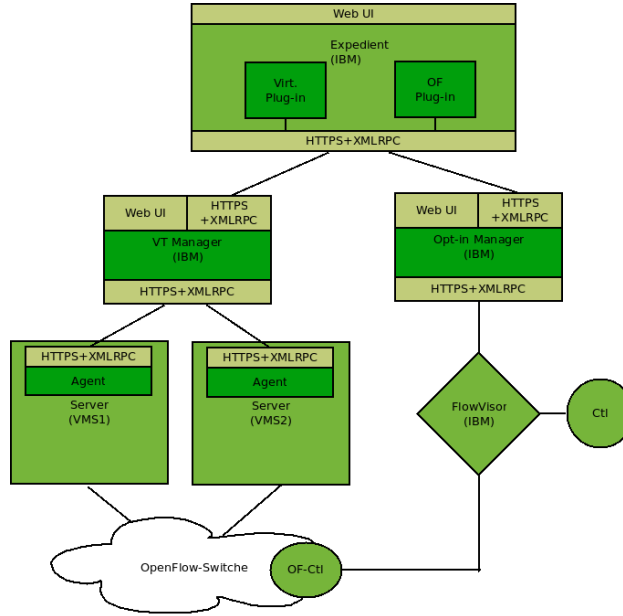 Web UI
Expedient
(IBM)
Virt.
Plug-In
OF
Plug-In
HTTPS+XMLRPC
Web UI
HTTPS
+XMLRPC
VT Manager
(IBM)
HTTPS+XMLRPC
Web UI
HTTPS
+XMLRPC
Opt-in Manager
(IBM)
HTTPS+XMLRPC
HTTPS+XMLRPC
Agent
Server
(VMS1)
HTTPS+XMLRPC
Agent
Server
(VMS2)
FlowVisor
(IBM)
Ctl
OpenFlow-Switche
OF-Ctl